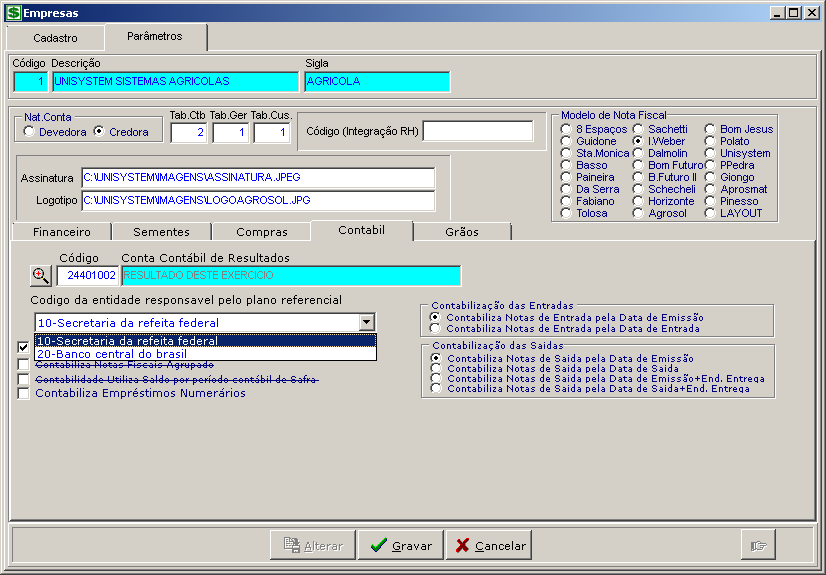 Empresas
Cadastro Parâmetros
Código Descrição Sigla
1 UNISYSTEM SISTEMAS AGRICOLAS AGRICOLA
Nat.Conta
Devedora Credora
Tab.Ctb Tab.Ger Tab.Cus.
2 1 1
Código (Integração RH)
Modelo de Nota Fiscal
8 Espaços Sachetti Bom Jesus
Guidone I.Weber Polato
Sta.Monica Dalmolin Unisystem
Basso Bom Futuro PPedra
Paineira B.Futuro II Giongo
Da Serra Schecheli Aprosmat
Fabiano Horizonte Pinesso
Tolosa Agrosol LAYOUT
Assinatura C:\UNISYSTEM\IMAGENS\ASSINATURA.JPEG
Logotipo C:\UNISYSTEM\IMAGENS\LOGOAGROSOL.JPG
Financeiro Sementes Compras Contabil Grãos
Código Conta Contábil de Resultados
24401002 RESULTADO DESTE EXERCICIO
Codigo da entidade responsavel pelo plano referencial
10-Secretaria da refeita federal
10-Secretaria da refeita federal
20-Banco central do brasil
Contabiliza Notas Fiscais Agrupado
Contabilidade Utiliza Saldo por período contábil de Safra
Contabiliza Empréstimos Numerários
Contabilização das Entradas
Contabiliza Notas de Entrada pela Data de Emissão
Contabiliza Notas de Entrada pela Data de Entrada
Contabilização das Saidas
Contabiliza Notas de Saida pela Data de Emissão
Contabiliza Notas de Saida pela Data de Saida
Contabiliza Notas de Saida pela Data de Emissão+End. Entrega
Contabiliza Notas de Saida pela Data de Saida+End. Entrega
Alterar Gravar Cancelar